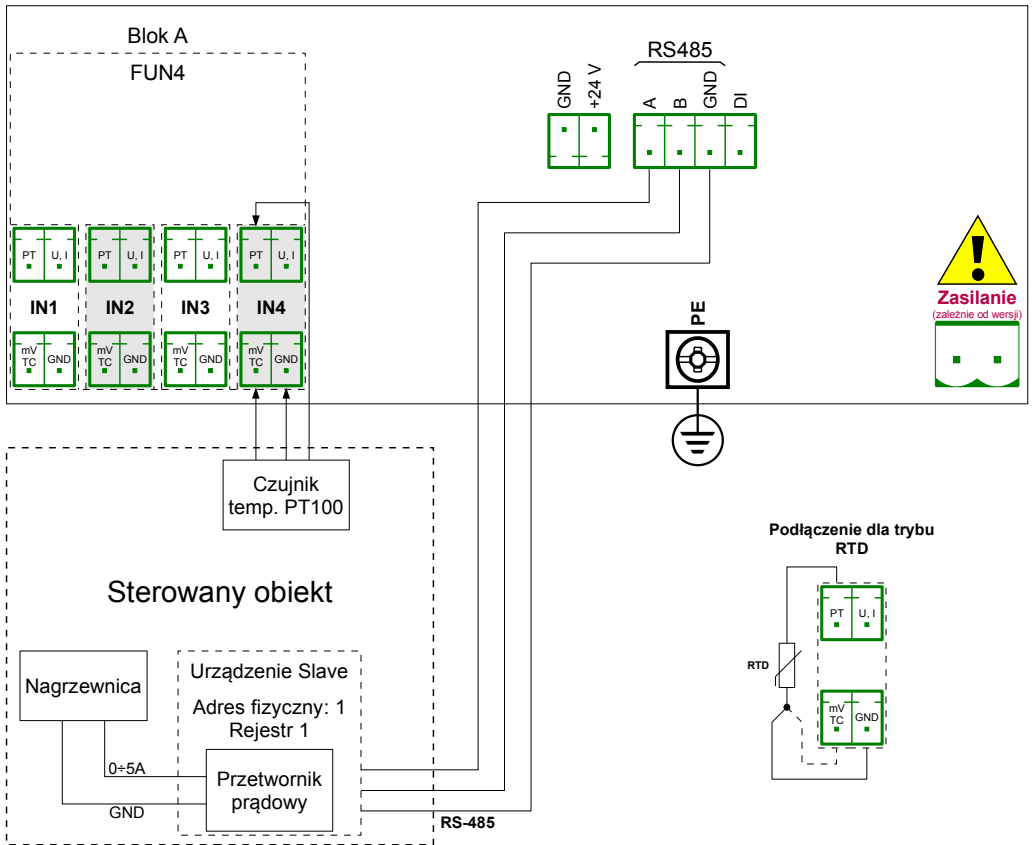 Blok A
FUN4
RS485
GND
+24 V
A
B
GND
DI
PT
U, I
PT
U, I
PT
U, I
PT
U, I
IN1
IN2
IN3
IN4
mV
TC
GND
mV
TC
GND
mV
TC
GND
mV
TC
GND
PE
Zasilanie
(zależnie od wersji)
Czujnik
temp. PT100
Sterowany obiekt
Nagrzewnica
Urządzenie Slave
Adres fizyczny: 1
Rejestr 1
Przetwornik
prądowy
0÷5A
GND
RS-485
Podłączenie dla trybu
RTD
PT
U, I
RTD
mV
TC
GND